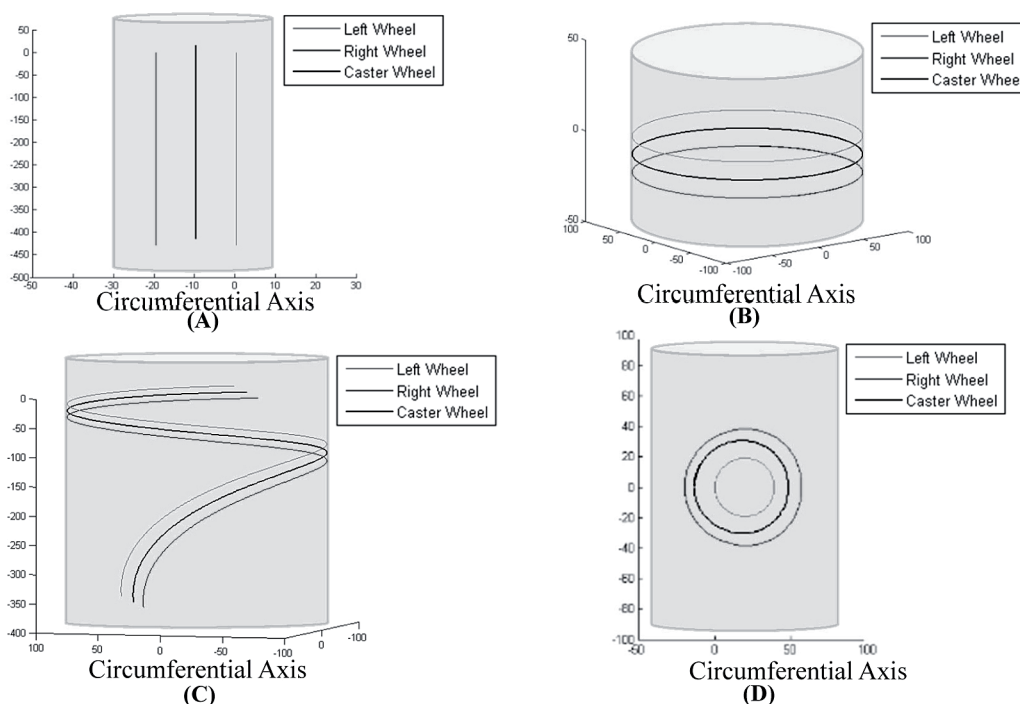 Left Wheel
Right Wheel
Caster Wheel
50
0
-50
-100
-150
-200
-250
-300
-350
-400
-450
-500
-50 -40 -30 -20 -10 0 10 20 30
Circumferential Axis
(A)
Left Wheel
Right Wheel
Caster Wheel
50
0
-50
100 50 0 -50 -100
-100 -50 0 50 100
Circumferential Axis
(B)
Left Wheel
Right Wheel
Caster Wheel
0
-50
-100
-150
-200
-250
-300
-350
-400
100 50 0 -50 -100
0 -100
Circumferential Axis
(C)
Left Wheel
Right Wheel
Caster Wheel
100
80
60
40
20
0
-20
-40
-60
-80
-100
-50 0 50 100
Circumferential Axis
(D)